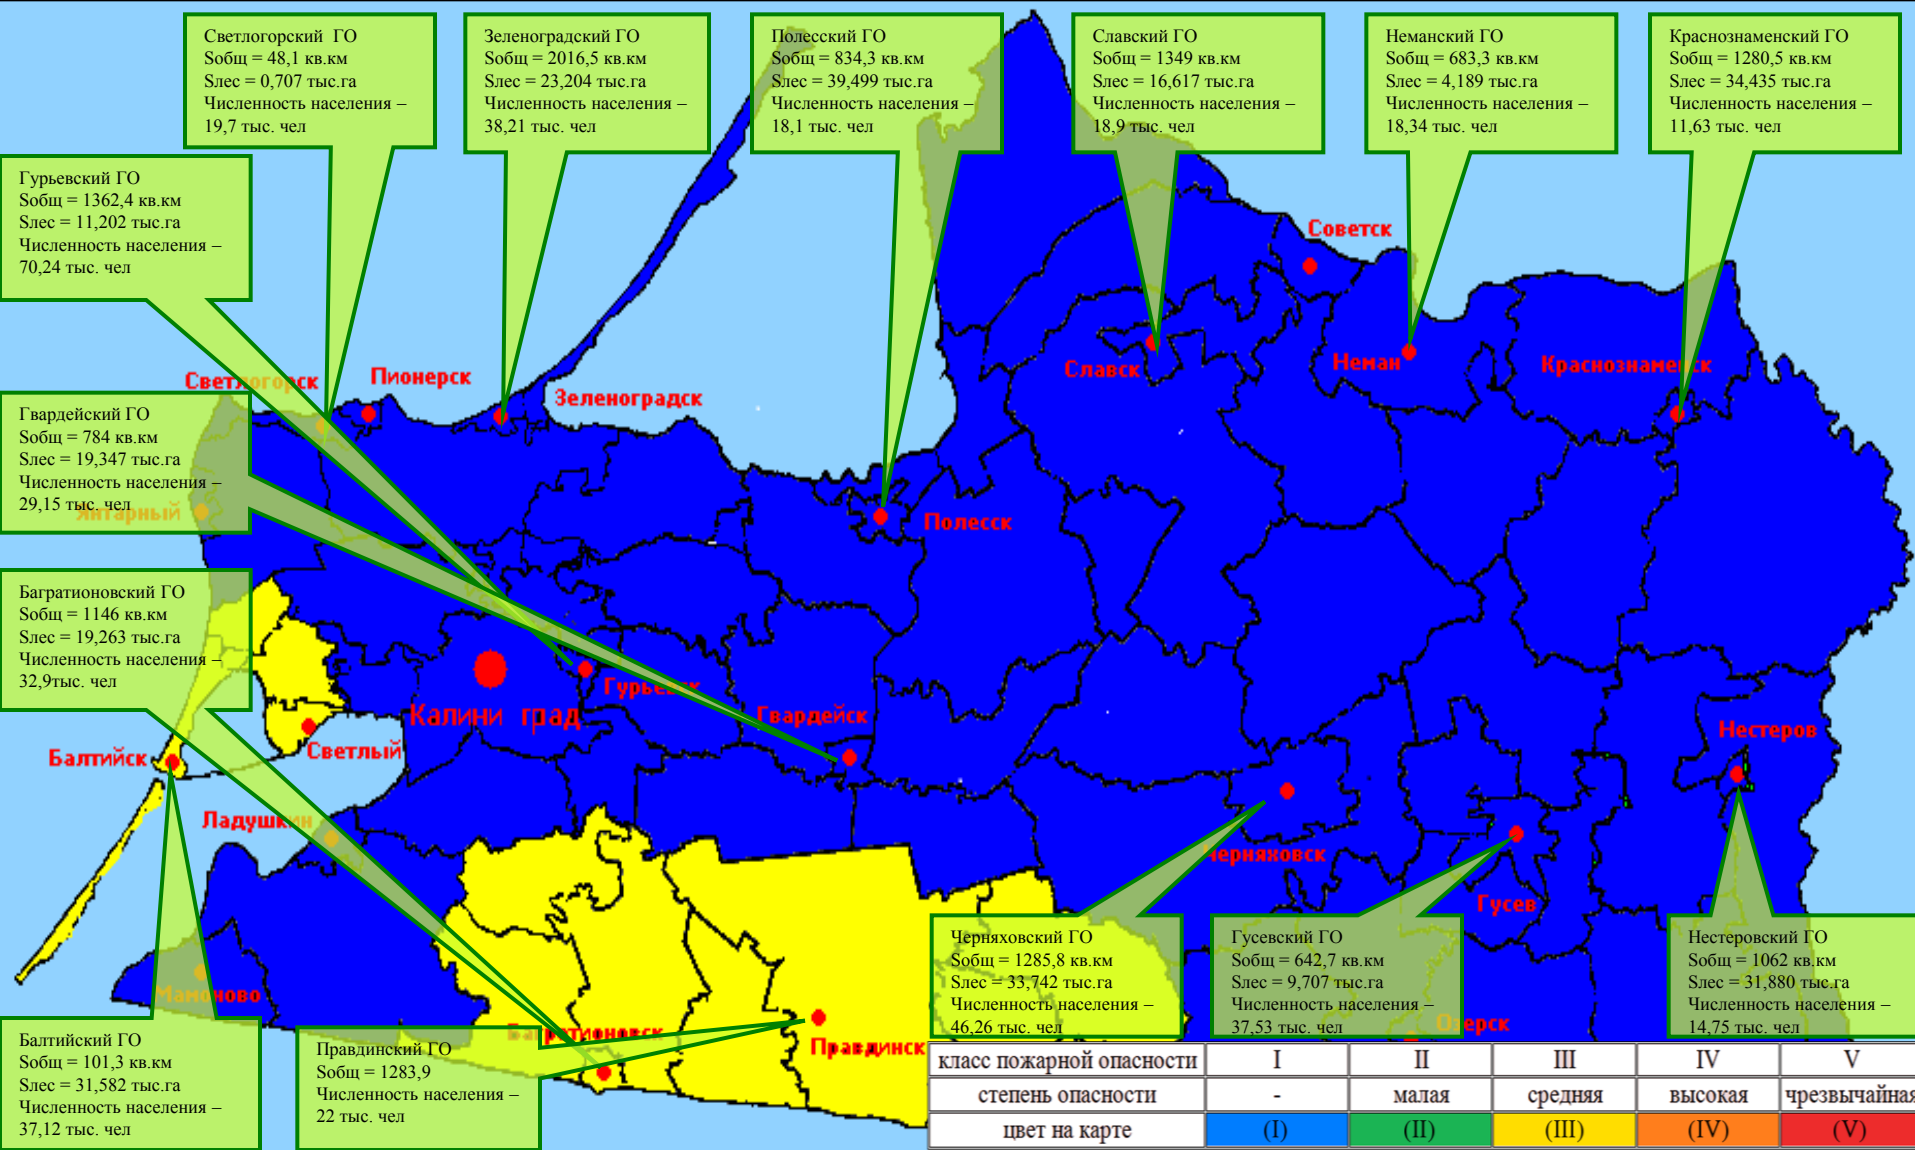 Светлогорский ГО
Sобщ = 48,1 кв.км
Sлес = 0,707 тыс.га
Численность населения –
19,7 тыс. чел
Зеленоградский ГО
Sобщ = 2016,5 кв.км
Sлес = 23,204 тыс.га
Численность населения –
38,21 тыс. чел
Полесский ГО
Sобщ = 834,3 кв.км
Sлес = 39,499 тыс.га
Численность населения –
18,1 тыс. чел
Славский ГО
Sобщ = 1349 кв.км
Sлес = 16,617 тыс.га
Численность населения –
18,9 тыс. чел
Неманский ГО
Sобщ = 683,3 кв.км
Sлес = 4,189 тыс.га
Численность населения –
18,34 тыс. чел
Краснознаменский ГО
Sобщ = 1280,5 кв.км
Sлес = 34,435 тыс.га
Численность населения –
11,63 тыс. чел
Гурьевский ГО
Sобщ = 1362,4 кв.км
Sлес = 11,202 тыс.га
Численность населения –
70,24 тыс. чел
Советск
Светлогорск
Пионерск
Зеленоградск
Славск
Неман
Краснознаменск
Гвардейский ГО
Sобщ = 784 кв.км
Sлес = 19,347 тыс.га
Численность населения –
29,15 тыс. чел
Янтарный
Полесск
Багратионовский ГО
Sобщ = 1146 кв.км
Sлес = 19,263 тыс.га
Численность населения –
32,9тыс. чел
Гурьевск
Калини град
Гвардейск
Нестеров
Светлый
Балтийск
Ладушкин
Черняховск
Гусев
Мамоново
Багратионовск
Правдинск
Озерск
Черняховский ГО
Sобщ = 1285,8 кв.км
Sлес = 33,742 тыс.га
Численность населения –
46,26 тыс. чел
Гусевский ГО
Sобщ = 642,7 кв.км
Sлес = 9,707 тыс.га
Численность населения –
37,53 тыс. чел
Нестеровский ГО
Sобщ = 1062 кв.км
Sлес = 31,880 тыс.га
Численность населения –
14,75 тыс. чел
Балтийский ГО
Sобщ = 101,3 кв.км
Sлес = 31,582 тыс.га
Численность населения –
37,12 тыс. чел
Правдинский ГО
Sобщ = 1283,9
Численность населения –
22 тыс. чел
класс пожарной опасности I II III IV V
степень опасности - малая средняя высокая чрезвычайная
цвет на карте (I) (II) (III) (IV) (V)